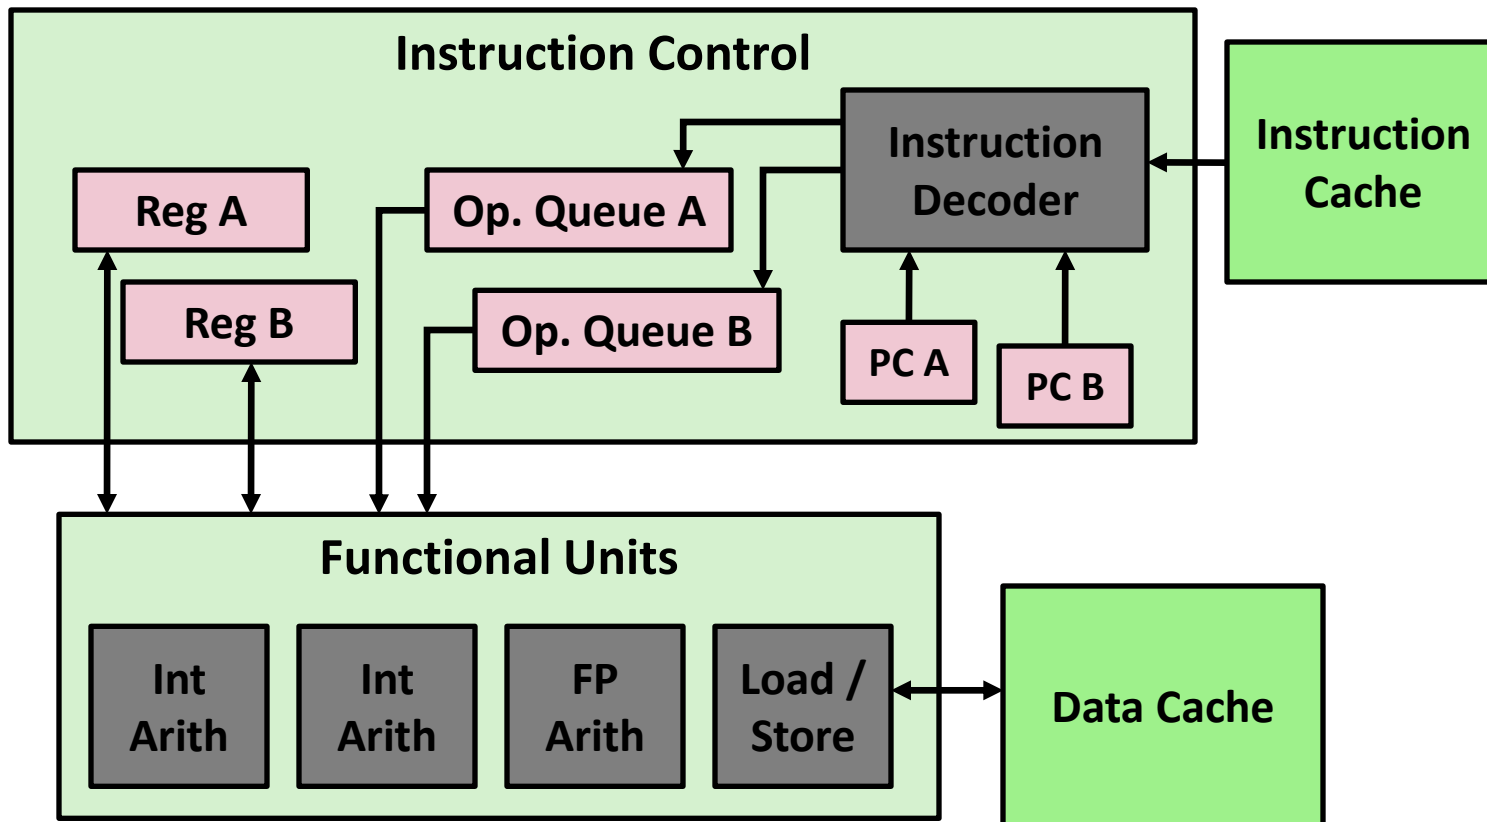 Instruction Control
Instruction
Decoder
Instruction
Cache
Reg A
Op. Queue A
Reg B
Op. Queue B
PC A
PC B
Functional Units
Int
Arith
Int
Arith
FP
Arith
Load /
Store
Data Cache